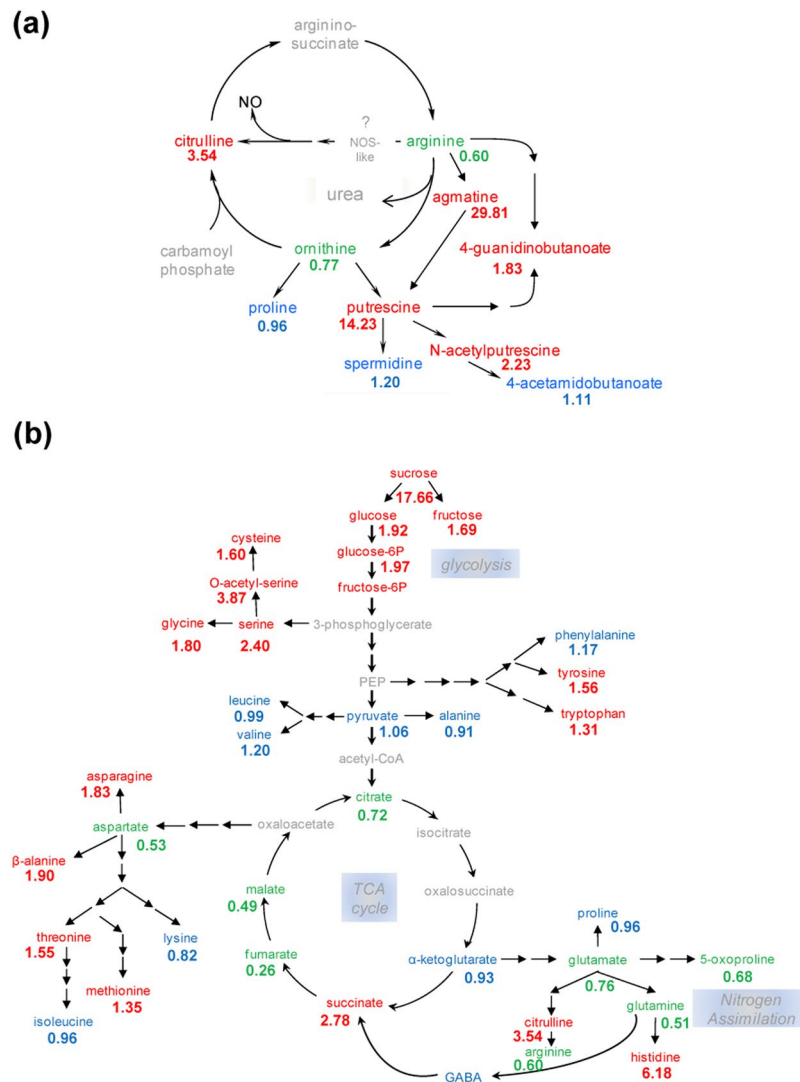 (a)
arginino-
succinate
NO
?
citrulline
3.54
NOS-
like
arginine
0.60
urea
agmatine
29.81
carbamoyl
phosphate
ornithine
0.77
4-guanidinobutanoate
1.83
proline
0.96
putrescine
14.23
spermidine
1.20
N-acetylputrescine
2.23
4-acetamidobutanoate
1.11
(b)
sucrose
17.66
glucose
1.92
fructose
1.69
glucose-6P
1.97
fructose-6P
glycolysis
cysteine
1.60
O-acetyl-serine
3.87
glycine
1.80
serine
2.40
3-phosphoglycerate
PEP
phenylalanine
1.17
tyrosine
1.56
tryptophan
1.31
leucine
0.99
valine
1.20
pyruvate
1.06
alanine
0.91
acetyl-CoA
asparagine
1.83
aspartate
0.53
oxaloacetate
citrate
0.72
isocitrate
β-alanine
1.90
malate
0.49
TCA
cycle
oxalosuccinate
threonine
1.55
lysine
0.82
methionine
1.35
isoleucine
0.96
fumarate
0.26
succinate
2.78
α-ketoglutarate
0.93
proline
0.96
glutamate
0.76
5-oxoproline
0.68
glutamine
0.51
Nitrogen
Assimilation
citrulline
3.54
arginine
0.60
histidine
6.18
GABA